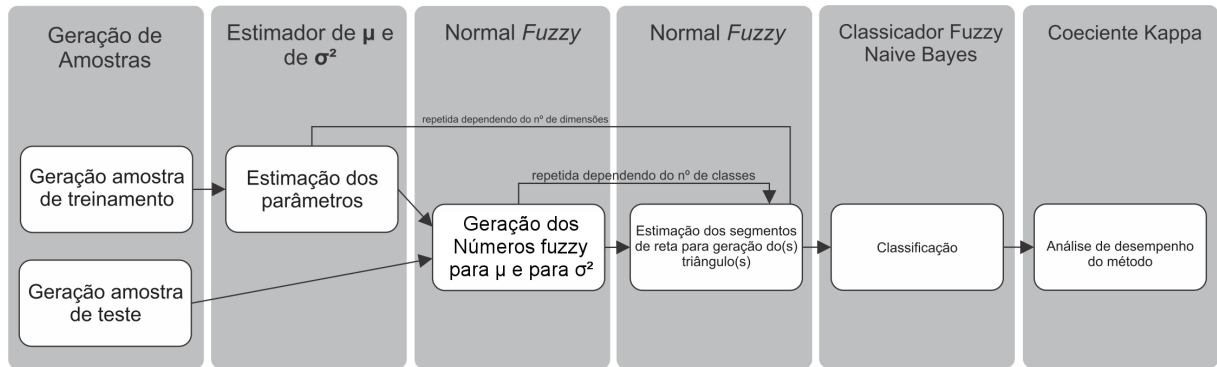 Geração de
Amostras
Estimador de μ e
de σ²
Normal Fuzzy
Normal Fuzzy
Classicador Fuzzy
Naive Bayes
Coeciente Kappa
repetida dependendo do nº de dimensões
Geração amostra
de treinamento
Estimação dos
parâmetros
repetida dependendo do nº de classes
Geração dos
Números fuzzy
para μ e para σ²
Estimação dos segmentos
de reta para geração do(s)
triângulo(s)
Classificação
Análise de desempenho
do método
Geração amostra
de teste